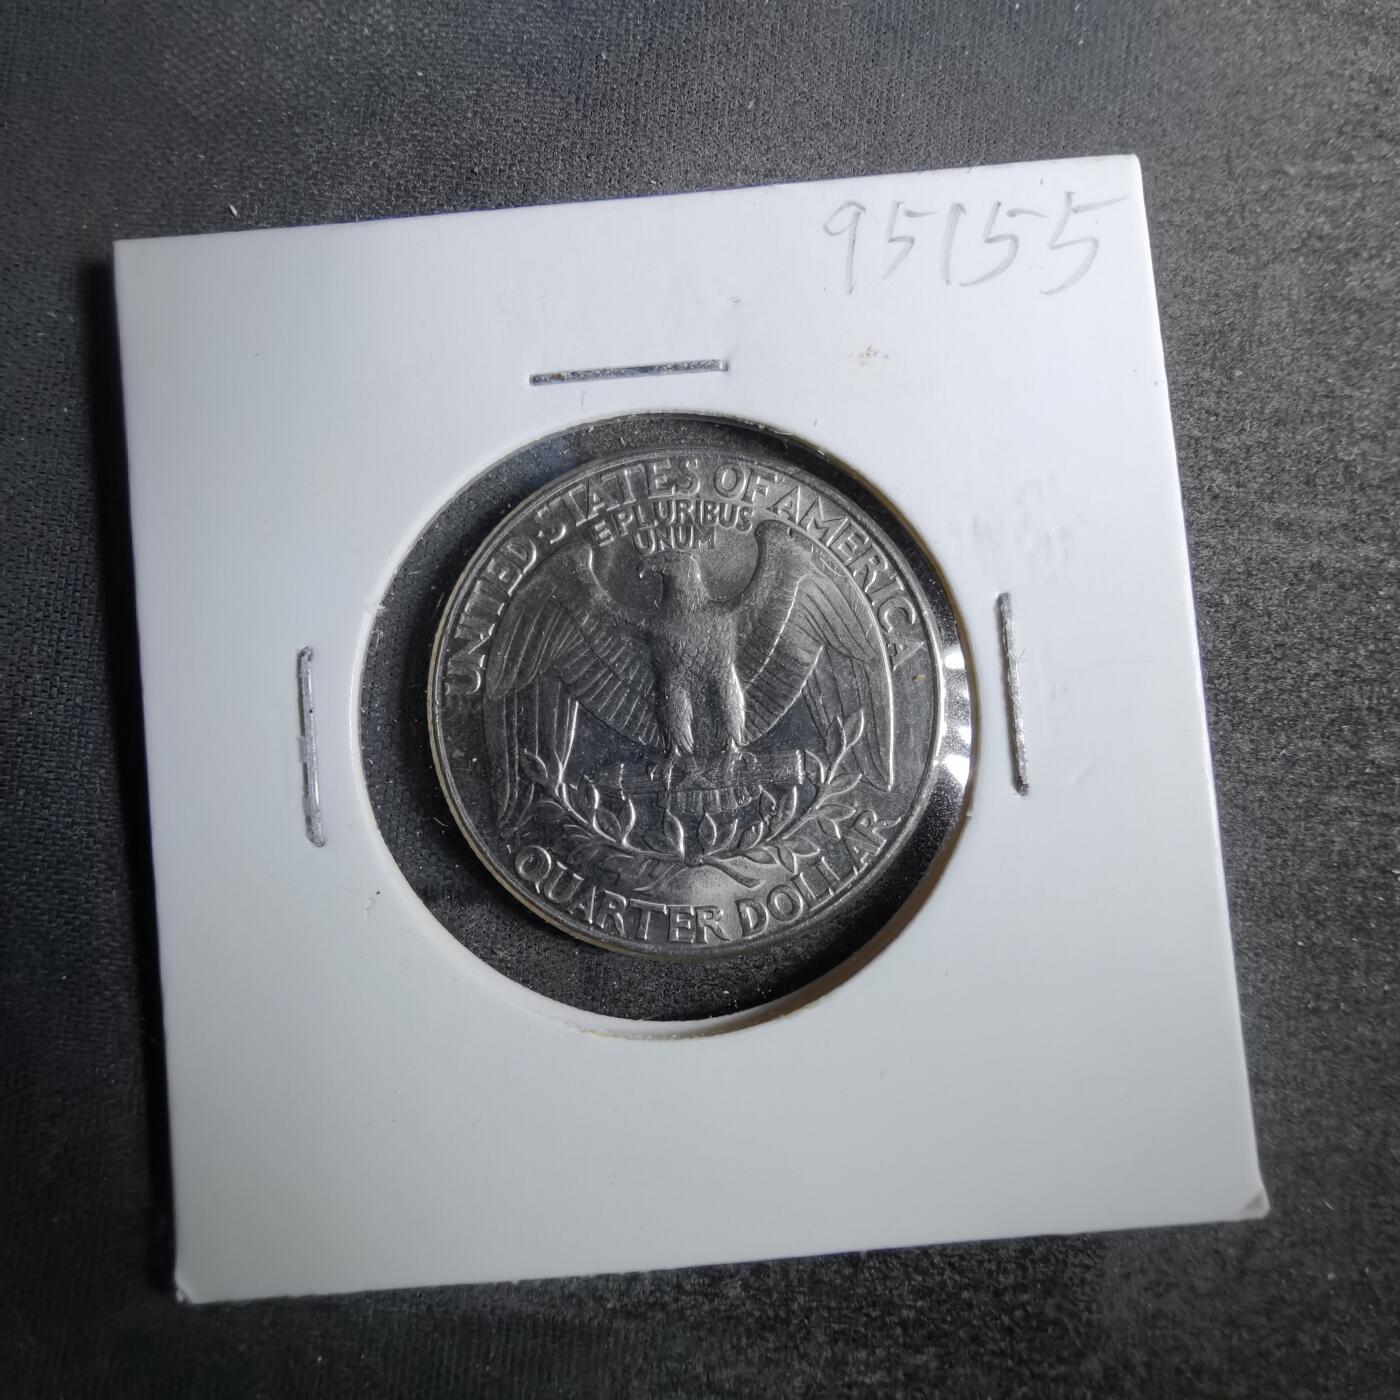 95155
UNITED·STATES OF AMERICA
E PLURIBUS
UNUM
QUARTER DOLLAR